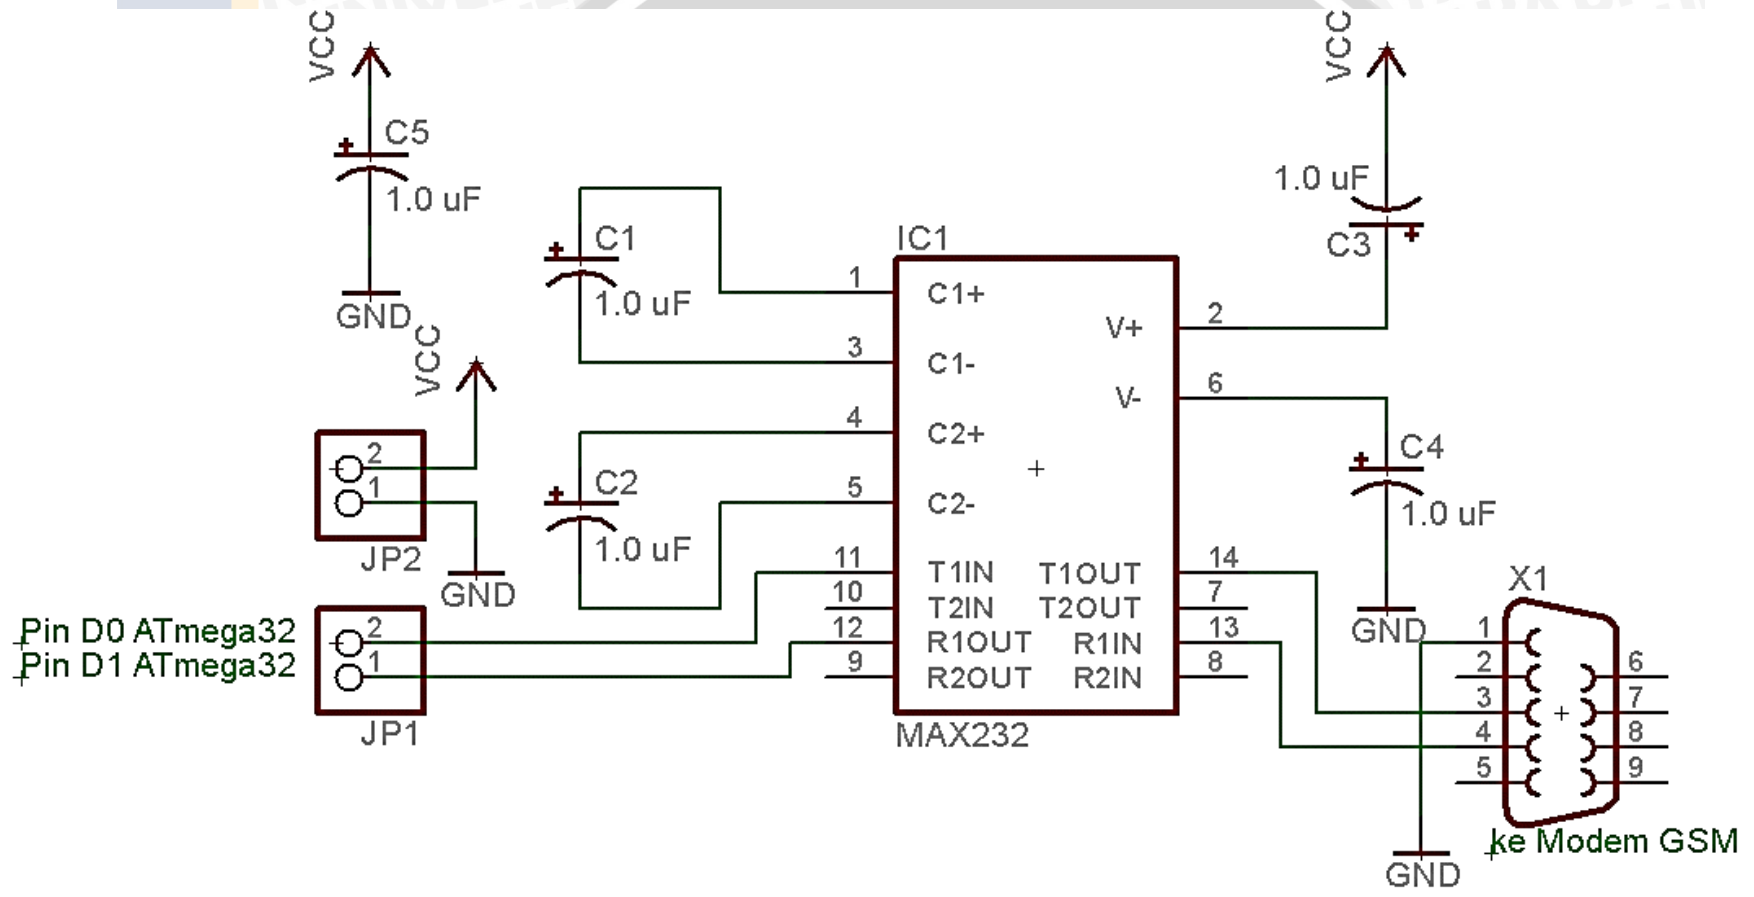 VCC
VCC
C5
1.0 uF
GND
1.0 uF
C3
C1
1.0 uF
IC1
1
C1+
3
C1-
4
C2+
5
C2-
V+
2
V-
6
VCC
2
1
JP2
GND
C2
1.0 uF
C4
1.0 uF
GND
11
T1IN
T1OUT
14
10
T2IN
T2OUT
7
12
R1OUT
R1IN
13
9
R2OUT
R2IN
8
MAX232
Pin D0 ATmega32
Pin D1 ATmega32
2
1
JP1
X1
1
2
3
4
5
6
7
8
9
ke Modem GSM
GND